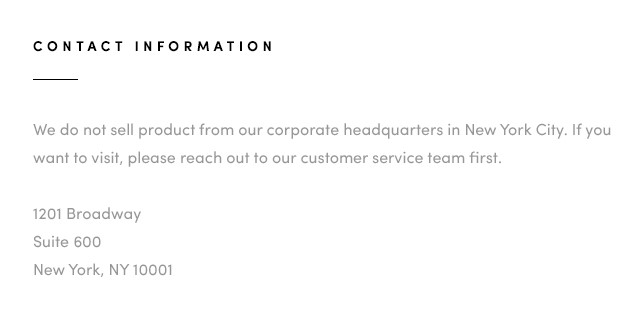 CONTACT INFORMATION
We do not sell product from our corporate headquarters in New York City. If you
want to visit, please reach out to our customer service team first.
1201 Broadway
Suite 600
New York, NY 10001